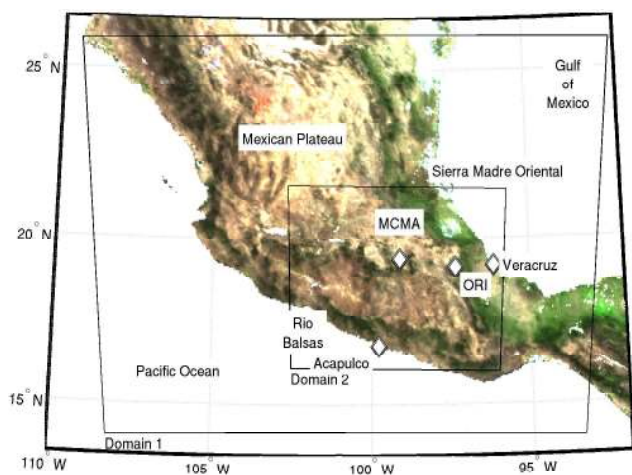 25° N
Gulf
of
Mexico
Mexican Plateau
Sierra Madre Oriental
MCMA
20° N
Veracruz
ORI
Rio
Balsas
Acapulco
Pacific Ocean
Domain 2
15° N
Domain 1
110° W
105° W
100° W
95° W